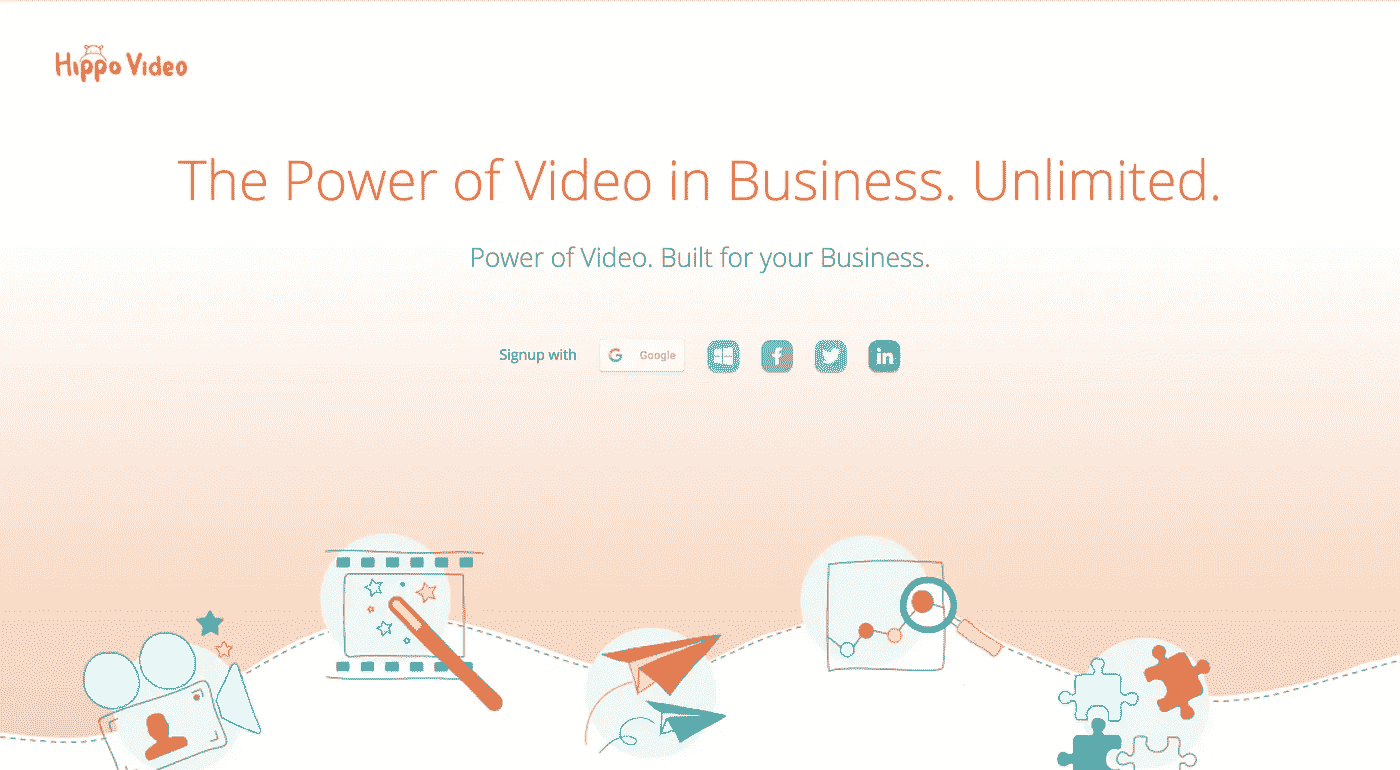 Hippo Video
The Power of Video in Business. Unlimited.
Power of Video. Built for your Business.
Signup with Google